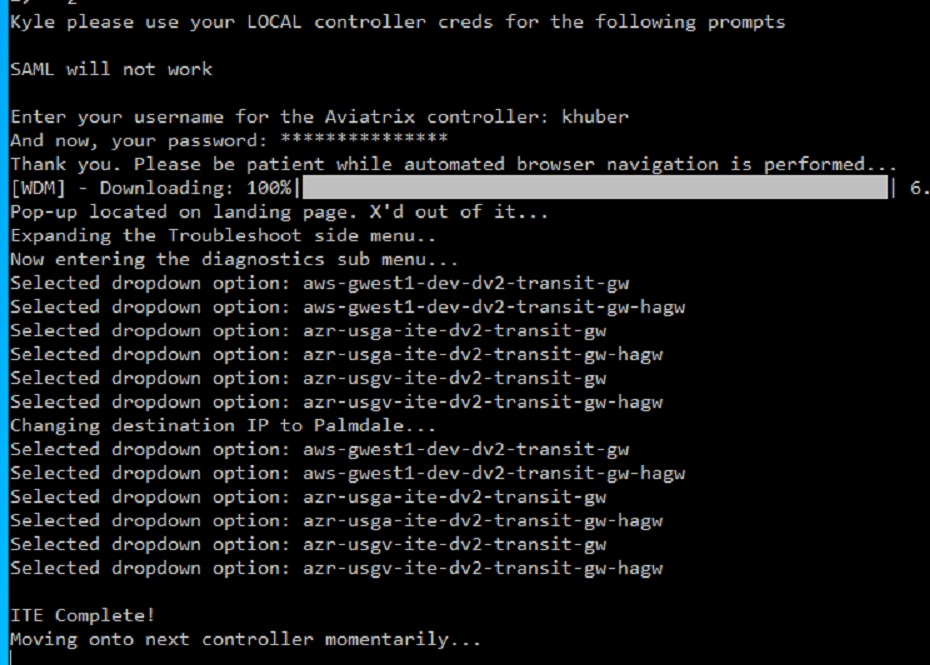 Kyle please use your LOCAL controller creds for the following prompts
SAML will not work
Enter your username for the Aviatrix controller: khuber
And now, your password: ***************
Thank you. Please be patient while automated browser navigation is performed...
[WDM] - Downloading: 100%| | 6.
Pop-up located on landing page. X'd out of it...
Expanding the Troubleshoot side menu..
Now entering the diagnostics sub menu...
Selected dropdown option: aws-gwest1-dev-dv2-transit-gw
Selected dropdown option: aws-gwest1-dev-dv2-transit-gw-hagw
Selected dropdown option: azr-usga-ite-dv2-transit-gw
Selected dropdown option: azr-usga-ite-dv2-transit-gw-hagw
Selected dropdown option: azr-usgv-ite-dv2-transit-gw
Selected dropdown option: azr-usgv-ite-dv2-transit-gw-hagw
Changing destination IP to Palmdale...
Selected dropdown option: aws-gwest1-dev-dv2-transit-gw
Selected dropdown option: aws-gwest1-dev-dv2-transit-gw-hagw
Selected dropdown option: azr-usga-ite-dv2-transit-gw
Selected dropdown option: azr-usga-ite-dv2-transit-gw-hagw
Selected dropdown option: azr-usgv-ite-dv2-transit-gw
Selected dropdown option: azr-usgv-ite-dv2-transit-gw-hagw
ITE Complete!
Moving onto next controller momentarily...